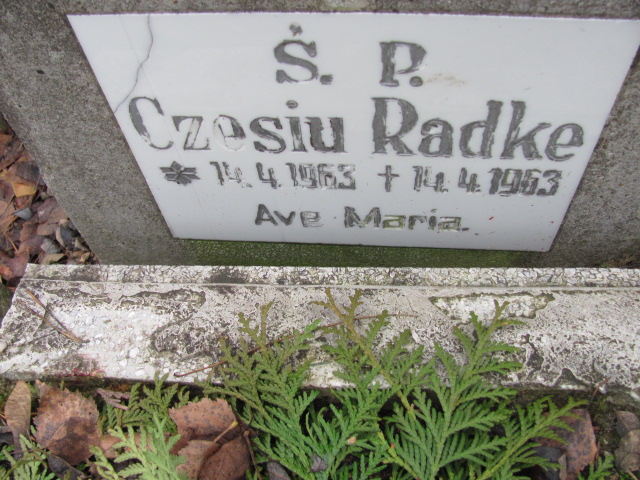 Ś. P.
Czesiu Radke
* 14.4.1963 † 14.4.1963
Ave Maria.